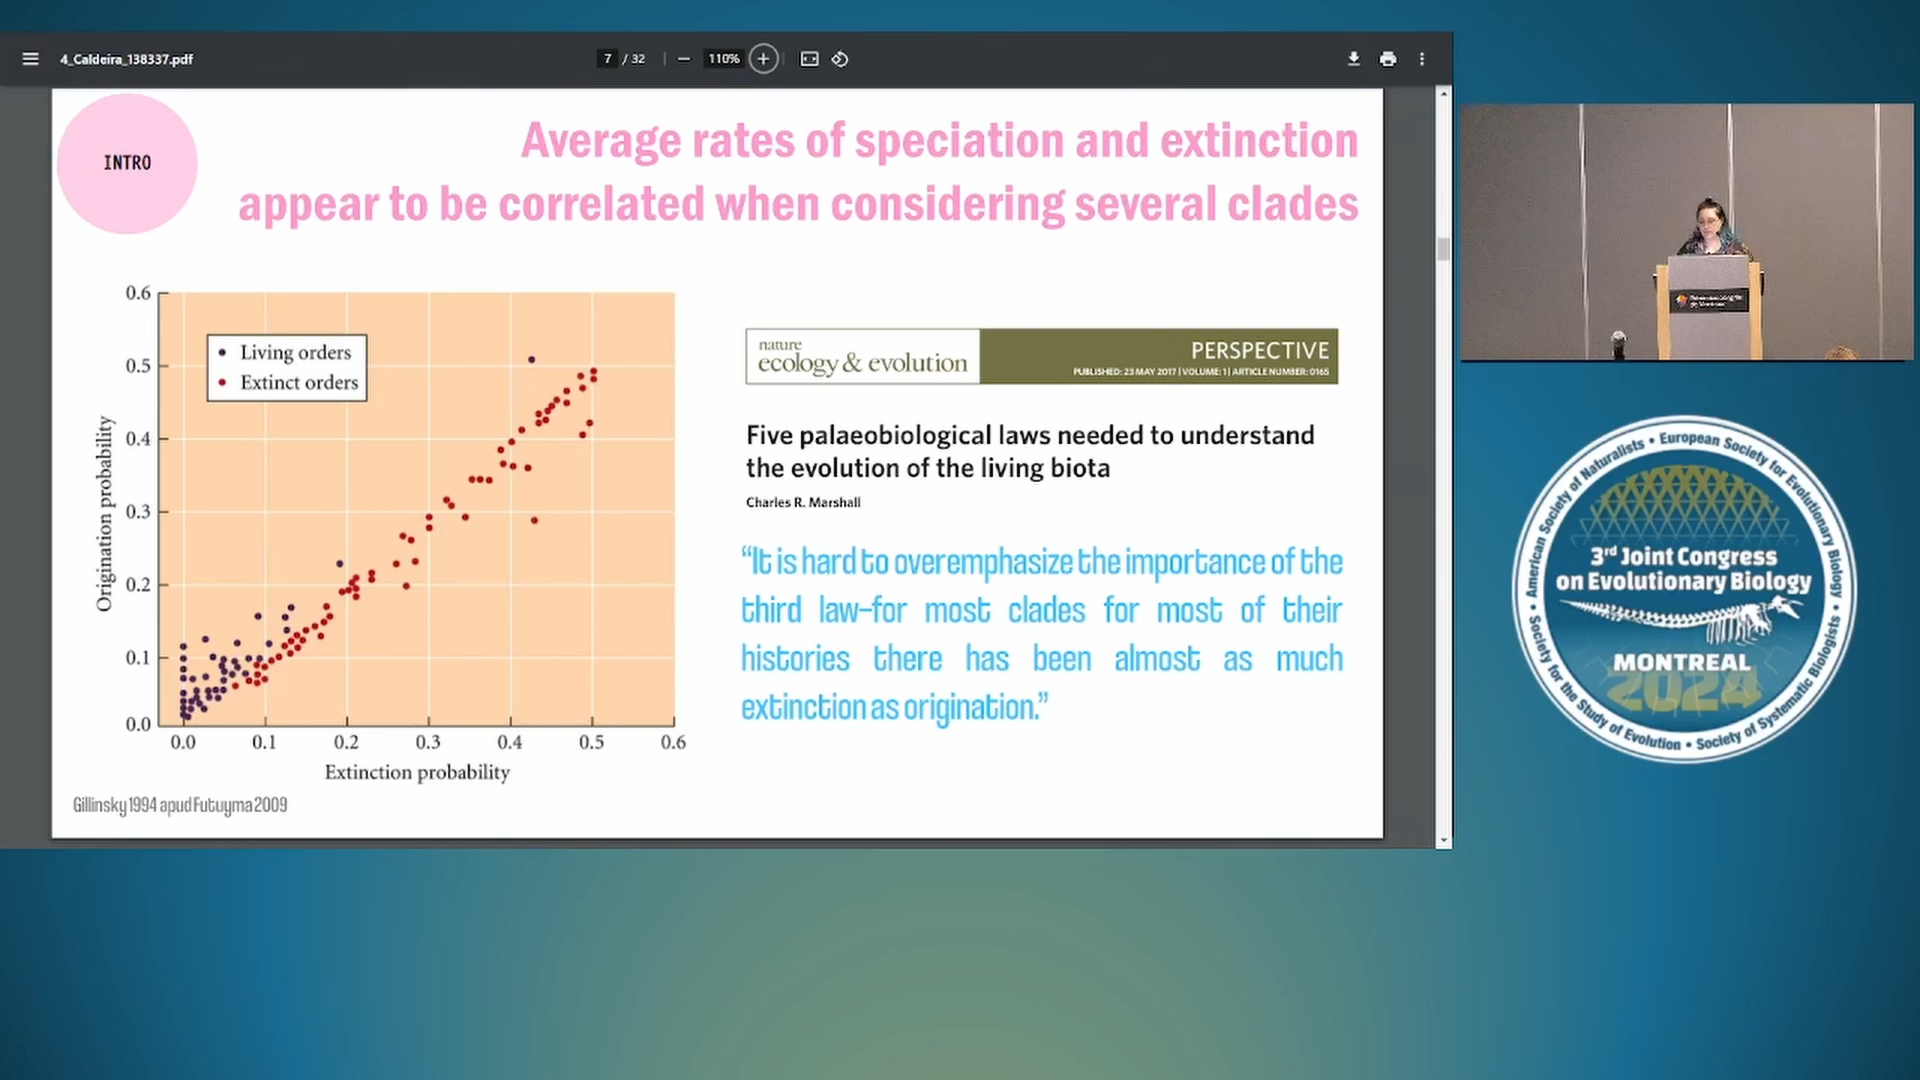 4_Caldeira_138337.pdf
7 / 32
110%
INTRO
Average rates of speciation and extinction
appear to be correlated when considering several clades
Living orders
Extinct orders
Origination probability
0.6
0.5
0.4
0.3
0.2
0.1
0.0
0.0 0.1 0.2 0.3 0.4 0.5 0.6
Extinction probability
Gillinsky 1994 apud Futuyma 2009
nature
ecology & evolution
PERSPECTIVE
PUBLISHED: 23 MAY 2017 | VOLUME: 1 | ARTICLE NUMBER: 0165
Five palaeobiological laws needed to understand
the evolution of the living biota
Charles R. Marshall
“It is hard to overemphasize the importance of the
third law–for most clades for most of their
histories there has been almost as much
extinction as origination.”
American Society of Naturalists • European Society for Evolutionary Biology •
Society for the Study of Evolution • Society of Systematic Biologists •
3rd Joint Congress
on Evolutionary Biology
MONTREAL
2024